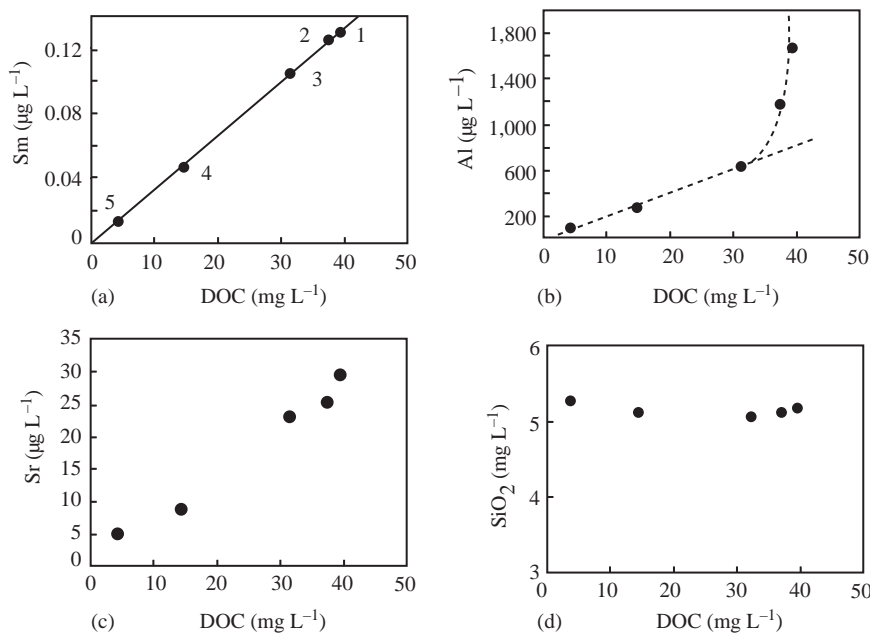 0.12
0.08
0.04
0
Sm (µg L⁻¹)
2
1
3
4
5
0 10 20 30 40 50
(a) DOC (mg L⁻¹)
1,800
1,400
1,000
600
200
Al (µg L⁻¹)
0 10 20 30 40 50
(b) DOC (mg L⁻¹)
35
30
25
20
15
10
5
0
Sr (µg L⁻¹)
0 10 20 30 40 50
(c) DOC (mg L⁻¹)
6
5
4
3
SiO₂ (mg L⁻¹)
0 10 20 30 40 50
(d) DOC (mg L⁻¹)